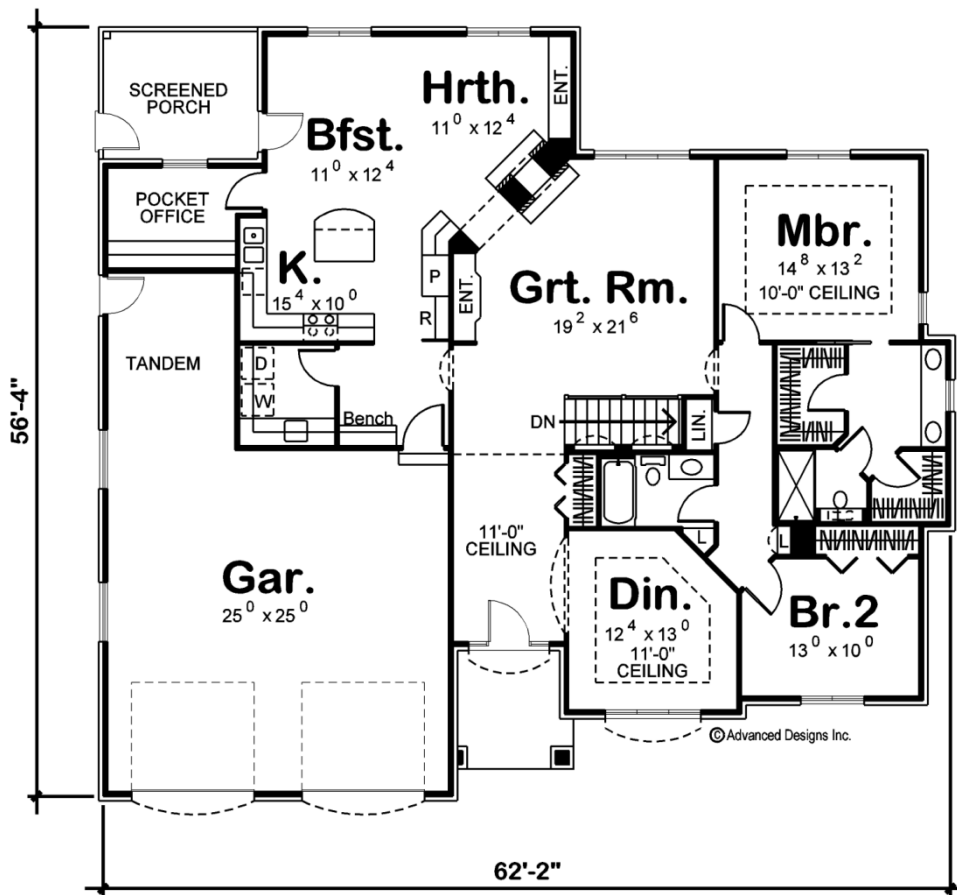 SCREENED
PORCH
Hrth.
11⁰ x 12⁴
ENT.
Bfst.
11⁰ x 12⁴
POCKET
OFFICE
K.
15⁴ x 10⁰
P
R
ENT.
Grt. Rm.
19² x 21⁶
Mbr.
14⁸ x 13²
10'-0" CEILING
TANDEM
D
W
Bench
DN
LIN.
56'-4"
11'-0"
CEILING
L
L
Gar.
25⁰ x 25⁰
Din.
12⁴ x 13⁰
11'-0"
CEILING
Br.2
13⁰ x 10⁰
© Advanced Designs Inc.
62'-2"